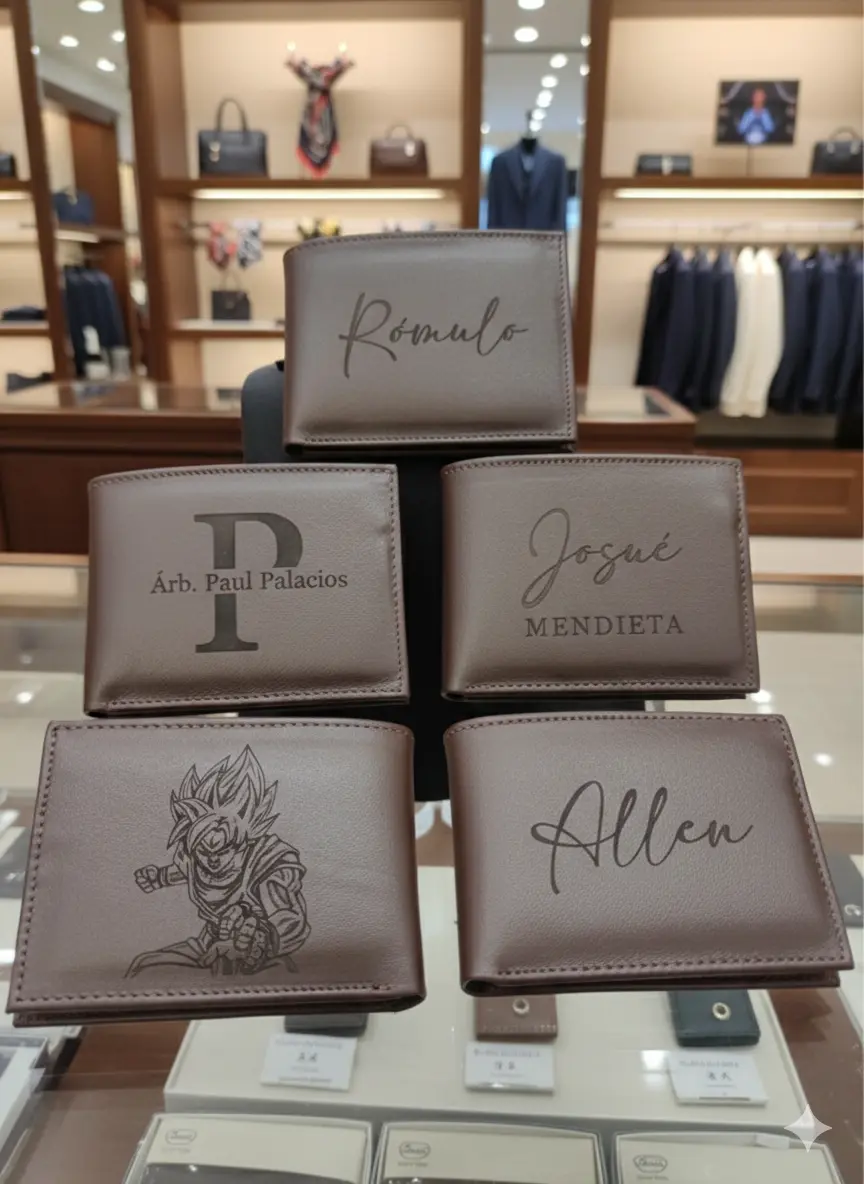 Rómulo
Árb. Paul Palacios
P
Josué
MENDIETA
Allen